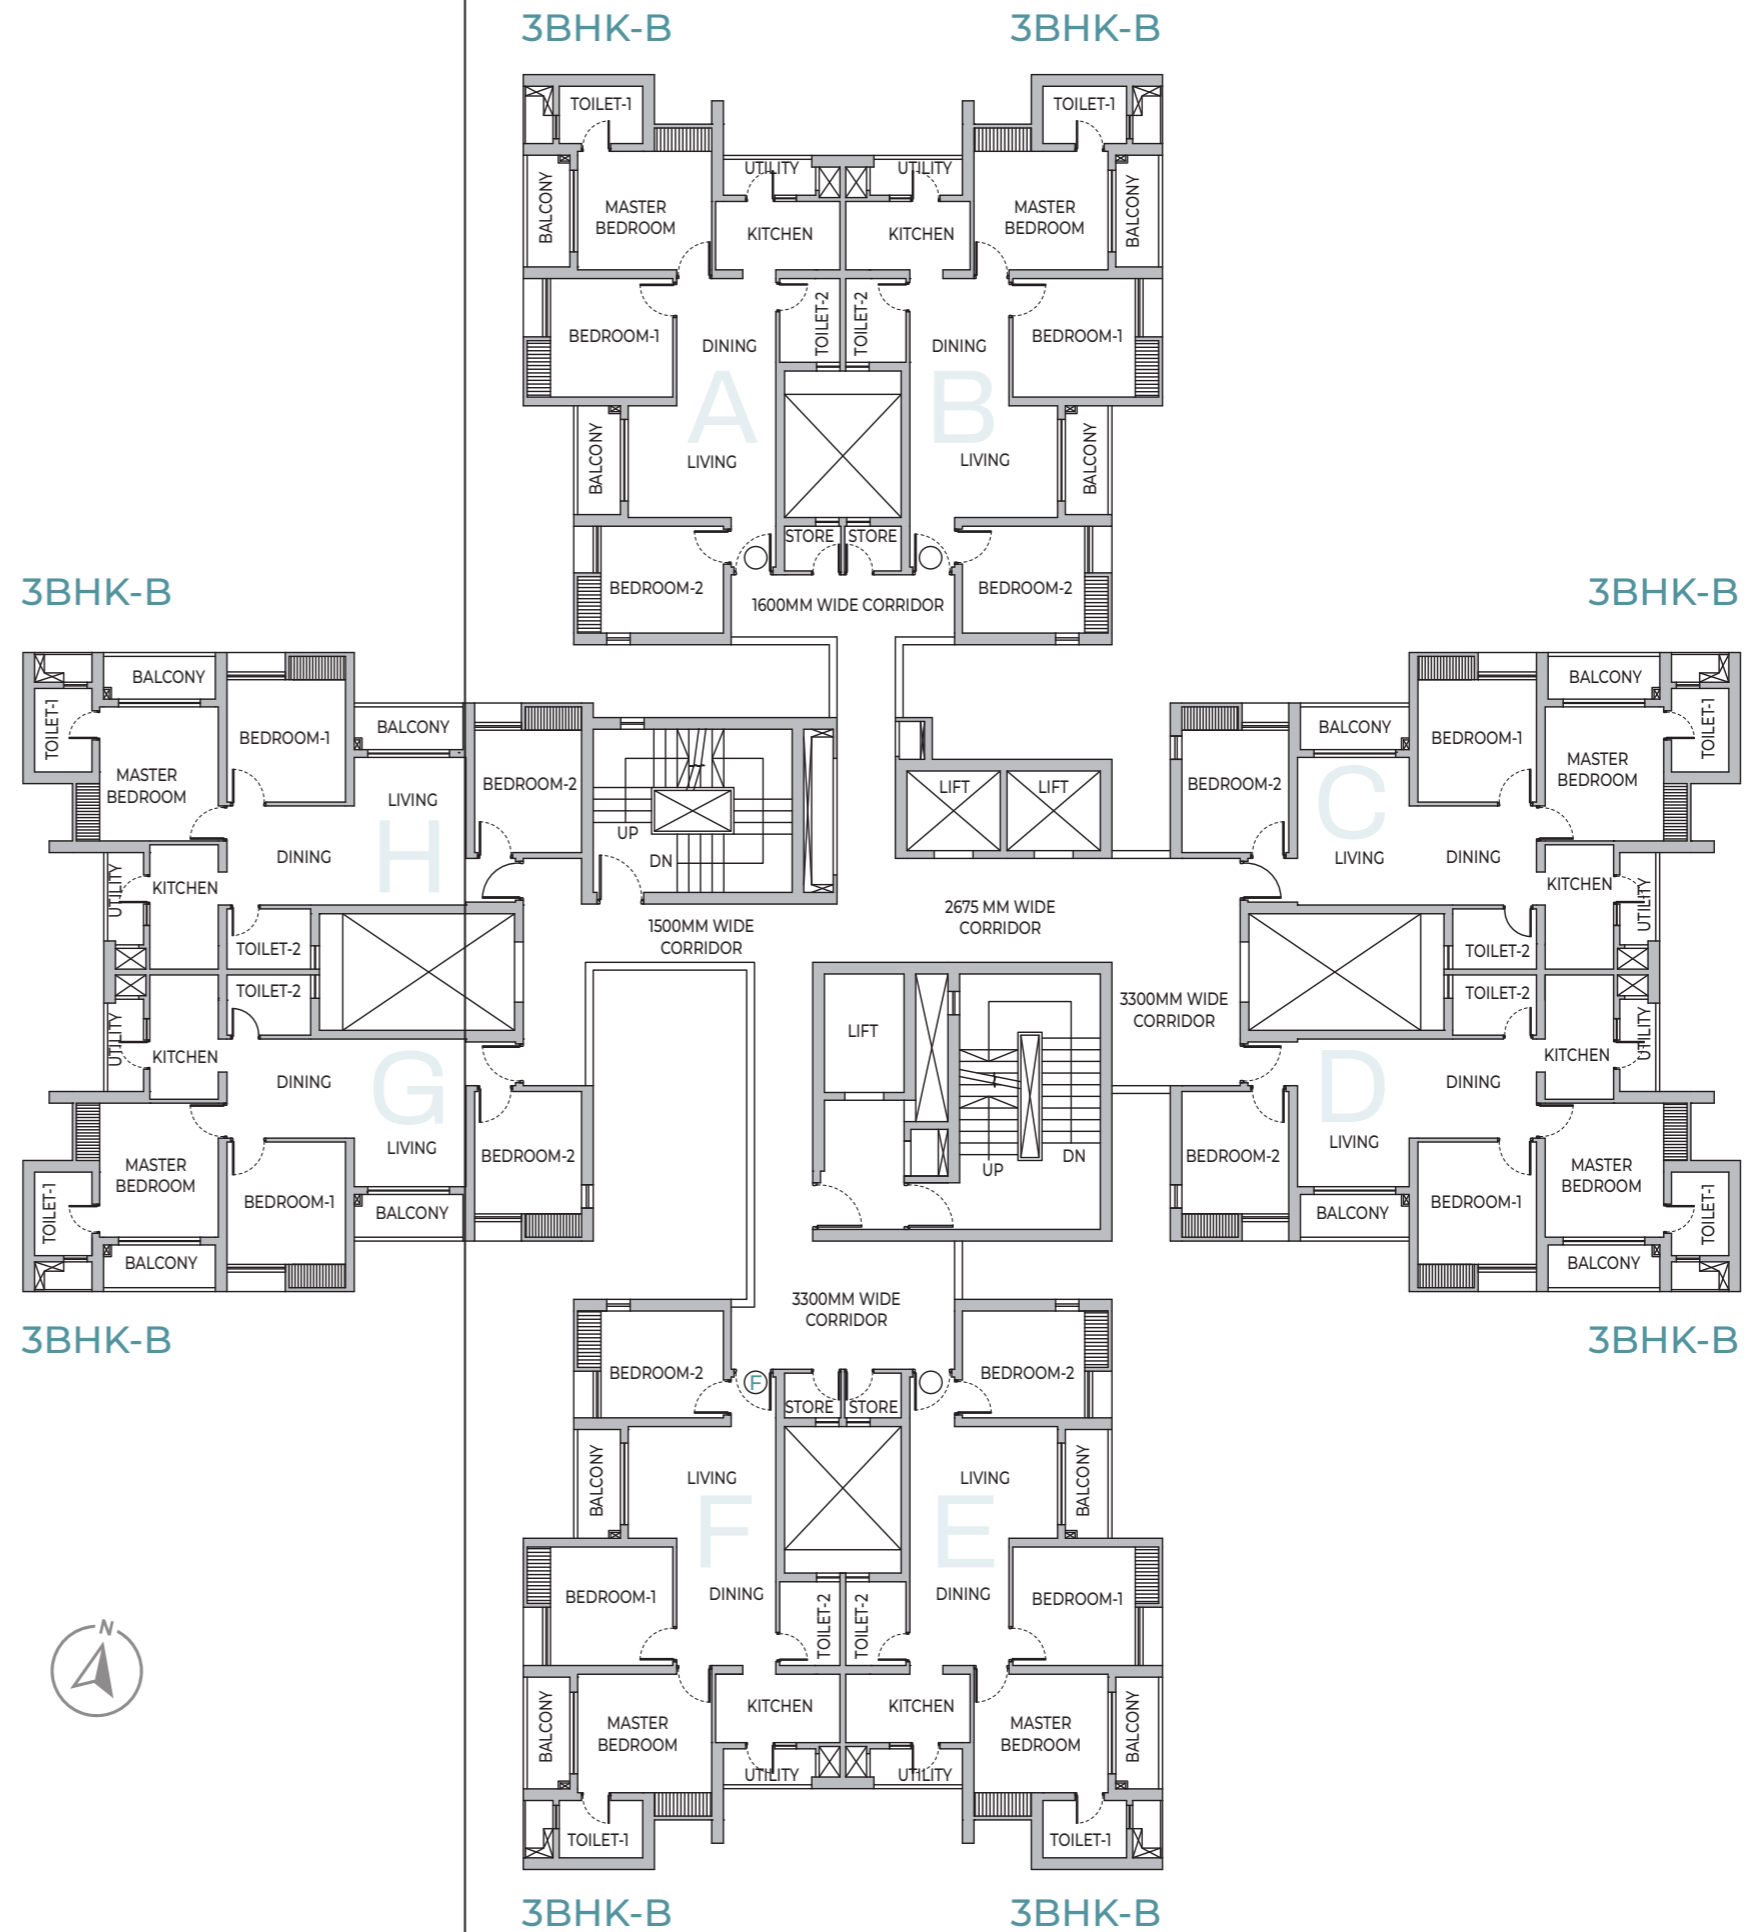 3BHK-B 3BHK-B
TOILET-1 TOILET-1
UTILITY UTILITY
BALCONY MASTER BEDROOM KITCHEN KITCHEN MASTER BEDROOM BALCONY
BEDROOM-1 DINING TOILET-2 TOILET-2 DINING BEDROOM-1
A B
BALCONY LIVING LIVING BALCONY
STORE STORE
BEDROOM-2 BEDROOM-2
1600MM WIDE CORRIDOR
3BHK-B 3BHK-B
BALCONY BALCONY
TOILET-1 BEDROOM-1 BALCONY BALCONY BEDROOM-1 TOILET-1
MASTER BEDROOM LIVING BEDROOM-2 LIFT LIFT BEDROOM-2 C MASTER BEDROOM
UP
DN
DINING H LIVING DINING
UTILITY KITCHEN KITCHEN UTILITY
1500MM WIDE
CORRIDOR
2675 MM WIDE
CORRIDOR
TOILET-2 TOILET-2
TOILET-2 TOILET-2
3300MM WIDE
CORRIDOR
LIFT
UTILITY KITCHEN KITCHEN UTILITY
DINING G D DINING
LIVING BEDROOM-2 UP DN BEDROOM-2 LIVING
MASTER BEDROOM MASTER BEDROOM
TOILET-1 BEDROOM-1 BALCONY BALCONY BEDROOM-1 TOILET-1
BALCONY BALCONY
3300MM WIDE
CORRIDOR
3BHK-B 3BHK-B
BEDROOM-2 F BEDROOM-2
STORE STORE
BALCONY LIVING LIVING BALCONY
F E
BEDROOM-1 DINING TOILET-2 TOILET-2 DINING BEDROOM-1
N
BALCONY MASTER BEDROOM KITCHEN KITCHEN MASTER BEDROOM BALCONY
UTILITY UTILITY
TOILET-1 TOILET-1
3BHK-B 3BHK-B